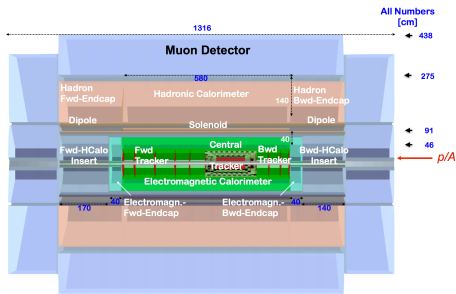 All Numbers
[cm]
1316
438
Muon Detector
580
275
Hadron
Fwd-Endcap
Hadronic Calorimeter
140
Hadron
Bwd-Endcap
Dipole
Solenoid
Dipole
91
40
46
Fwd-HCalo
Insert
Fwd
Tracker
Central
Tracker
Bwd
Tracker
Bwd-HCalo
Insert
p/A
Electromagnetic Calorimeter
170
40
Electromagn.-
Fwd-Endcap
Electromagn.-
Bwd-Endcap
40
140